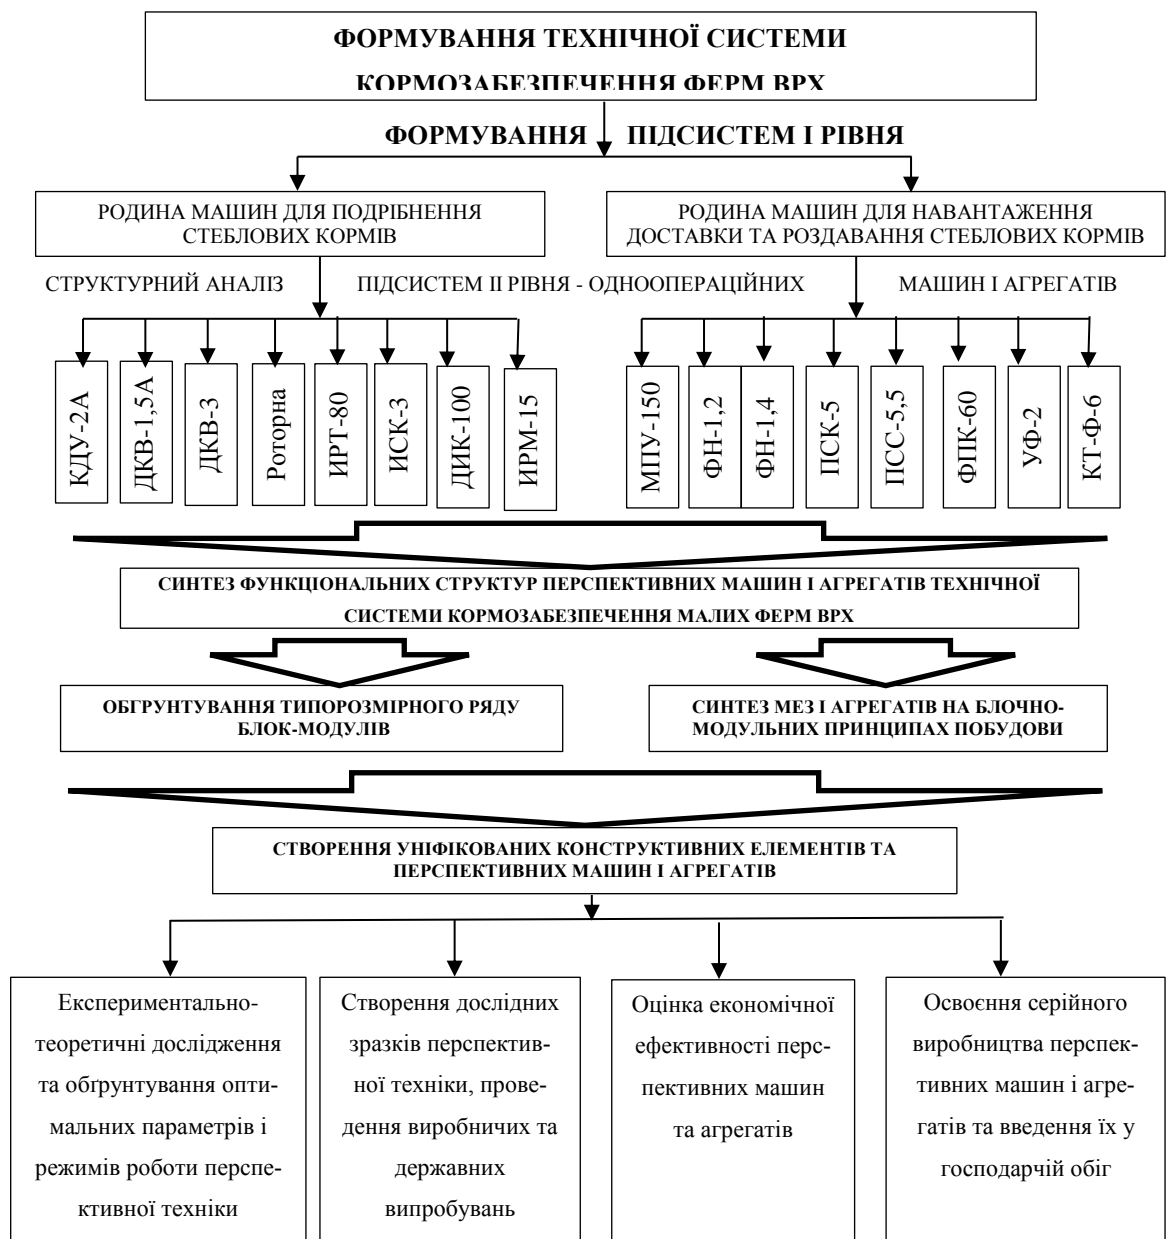 ФОРМУВАННЯ ТЕХНІЧНОЇ СИСТЕМИ
КОРМОЗАБЕЗПЕЧЕННЯ ФЕРМ ВРХ
ФОРМУВАННЯ ПІДСИСТЕМ І РІВНЯ
РОДИНА МАШИН ДЛЯ ПОДРІБНЕННЯ
СТЕБЛОВИХ КОРМІВ
РОДИНА МАШИН ДЛЯ НАВАНТАЖЕННЯ
ДОСТАВКИ ТА РОЗДАВАННЯ СТЕБЛОВИХ КОРМІВ
СТРУКТУРНИЙ АНАЛІЗ ПІДСИСТЕМ ІІ РІВНЯ - ОДНООПЕРАЦІЙНИХ МАШИН І АГРЕГАТІВ
КДУ-2А
ДКВ-1,5А
ДКВ-3
Роторна
ИРТ-80
ИСК-3
ДИК-100
ИРМ-15
МПУ-150
ФН-1,2
ФН-1,4
ПСК-5
ПСС-5,5
ФПК-60
УФ-2
КТ-Ф-6
СИНТЕЗ ФУНКЦІОНАЛЬНИХ СТРУКТУР ПЕРСПЕКТИВНИХ МАШИН І АГРЕГАТІВ ТЕХНІЧНОЇ
СИСТЕМИ КОРМОЗАБЕЗПЕЧЕННЯ МАЛИХ ФЕРМ ВРХ
ОБГРУНТУВАННЯ ТИПОРОЗМІРНОГО РЯДУ
БЛОК-МОДУЛІВ
СИНТЕЗ МЕЗ І АГРЕГАТІВ НА БЛОЧНО-
МОДУЛЬНИХ ПРИНЦИПАХ ПОБУДОВИ
СТВОРЕННЯ УНІФІКОВАНИХ КОНСТРУКТИВНИХ ЕЛЕМЕНТІВ ТА
ПЕРСПЕКТИВНИХ МАШИН І АГРЕГАТІВ
Експериментально-
теоретичні дослідження
та обґрунтування опти-
мальних параметрів і
режимів роботи перспе-
ктивної техніки
Створення дослідних
зразків перспектив-
ної техніки, прове-
дення виробничих та
державних
випробувань
Оцінка економічної
ефективності перс-
пективних машин
та агрегатів
Освоєння серійного
виробництва перспек-
тивних машин і агре-
гатів та введення їх у
господарчій обіг